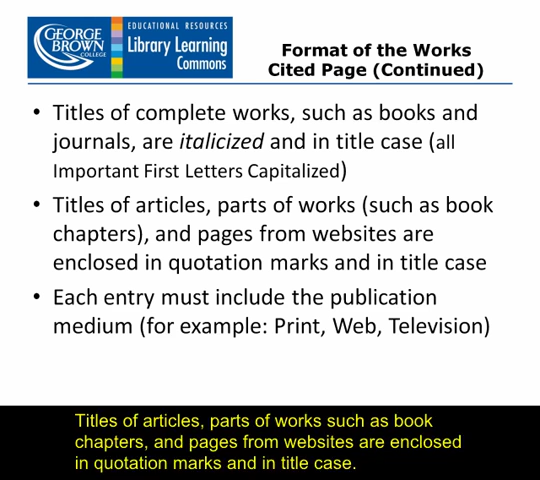 GEORGE
BROWN
COLLEGE
EDUCATIONAL RESOURCES
Library Learning
Commons
Format of the Works
Cited Page (Continued)
• Titles of complete works, such as books and
journals, are italicized and in title case (all
Important First Letters Capitalized)
• Titles of articles, parts of works (such as book
chapters), and pages from websites are
enclosed in quotation marks and in title case
• Each entry must include the publication
medium (for example: Print, Web, Television)
Titles of articles, parts of works such as book
chapters, and pages from websites are enclosed
in quotation marks and in title case.